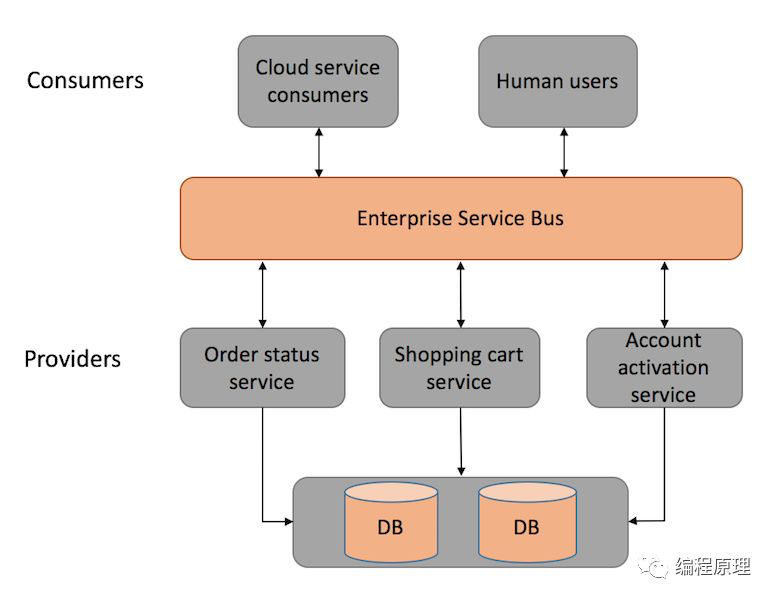 Consumers
Cloud service
consumers
Human users
Enterprise Service Bus
Providers
Order status
service
Shopping cart
service
Account
activation
service
DB
DB
编程原理